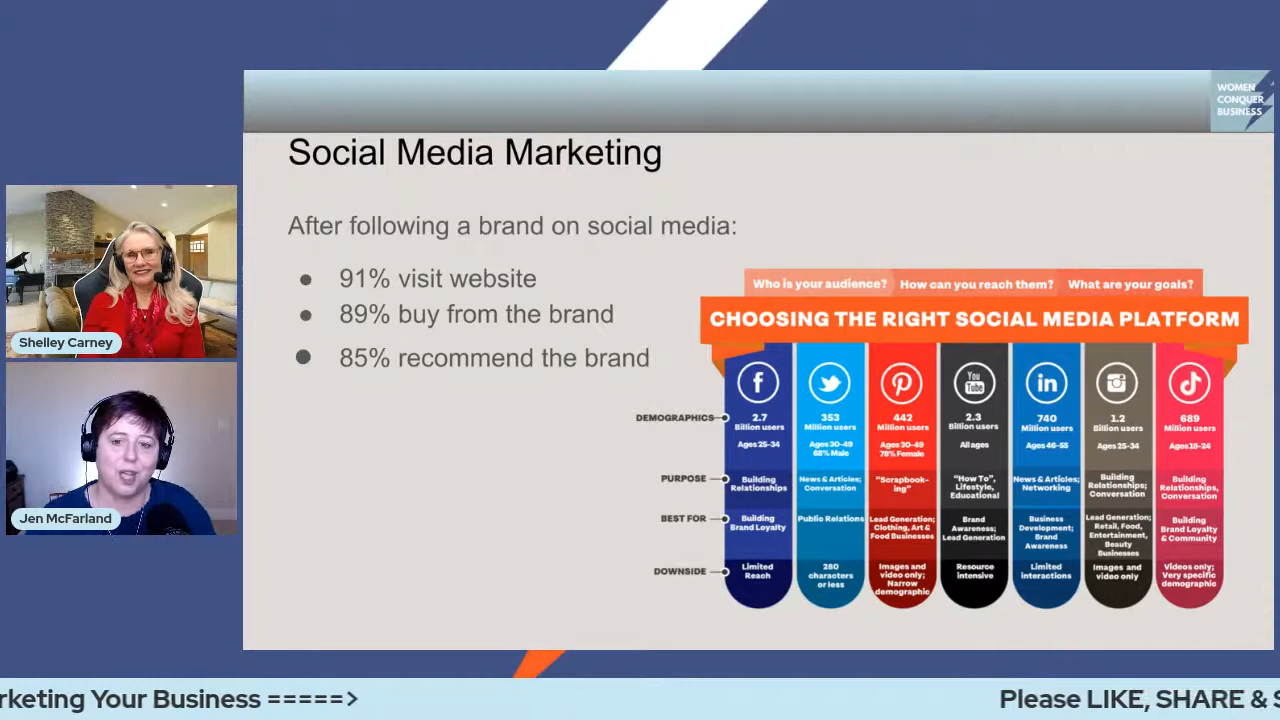 WOMEN
CONQUER
BUSINESS
Social Media Marketing
After following a brand on social media:
● 91% visit website
● 89% buy from the brand
● 85% recommend the brand
Who is your audience? How can you reach them? What are your goals?
CHOOSING THE RIGHT SOCIAL MEDIA PLATFORM
f
You
Tube
in
DEMOGRAPHICS
2.7
Billion users
Ages 25-34
353
Million users
Ages 30-49
68% Male
442
Million users
Ages 30-49
78% Female
2.3
Billion users
All ages
740
Million users
Ages 46-55
1.2
Billion users
Ages 25-34
689
Million users
Ages 18-24
PURPOSE
Building
Relationships
News & Articles;
Conversation
"Scrapbook-
ing"
"How To",
Lifestyle,
Educational
News & Articles;
Networking
Building
Relationships;
Conversation
Building
Relationships,
Conversation
BEST FOR
Building
Brand Loyalty
Public Relations
Lead Generation;
Clothing, Art &
Food Businesses
Brand
Awareness;
Lead Generation
Business
Development;
Brand
Awareness
Lead Generation;
Retail, Food,
Entertainment,
Beauty
Businesses
Building
Brand Loyalty
& Community
DOWNSIDE
Limited
Reach
280
characters
or less
Images and
video only;
Narrow
demographic
Resource
intensive
Limited
interactions
Images and
video only
Videos only;
Very specific
demographic
Shelley Carney
Jen McFarland
rketing Your Business =====>
Please LIKE, SHARE & S